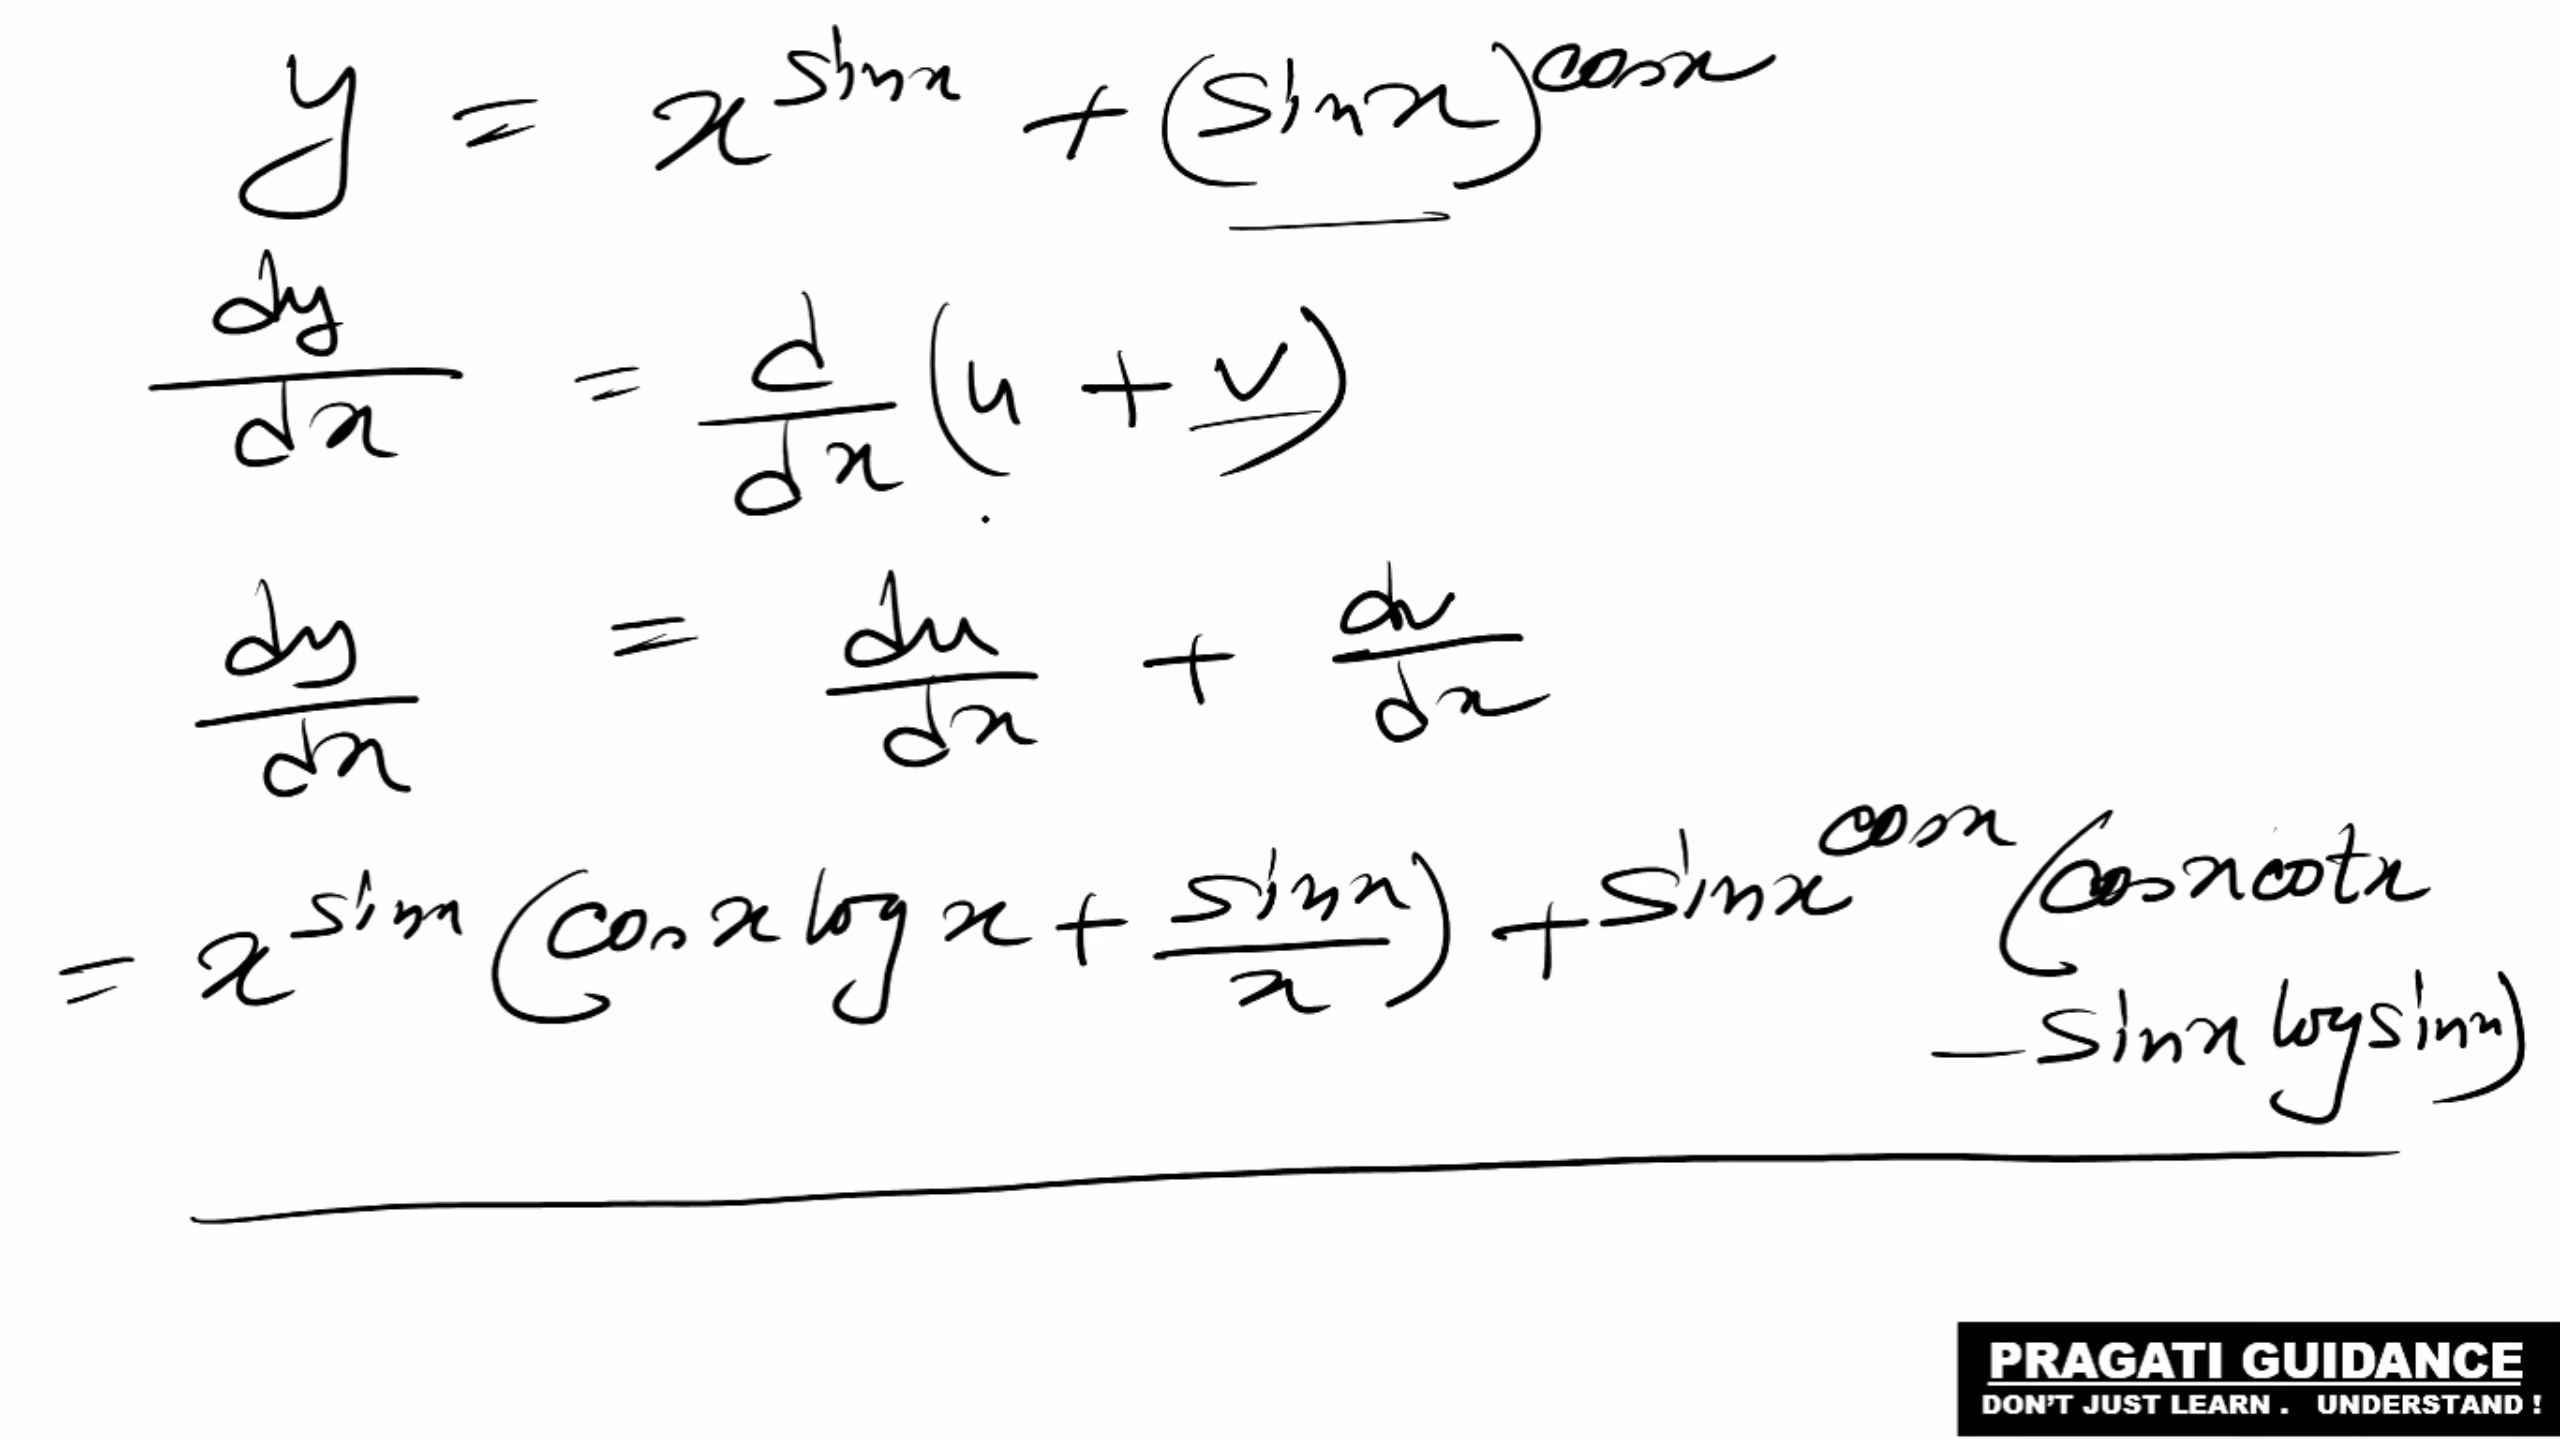 y = x^sinx + (sinx)^cosx
dy/dx = d/dx (u + v)
dy/dx = du/dx + dv/dx
= x^sinx (cosx logx + sinx/x) + sinx^cosx (cosx cotx
— sinx logsinx)
PRAGATI GUIDANCE
DON'T JUST LEARN . UNDERSTAND !